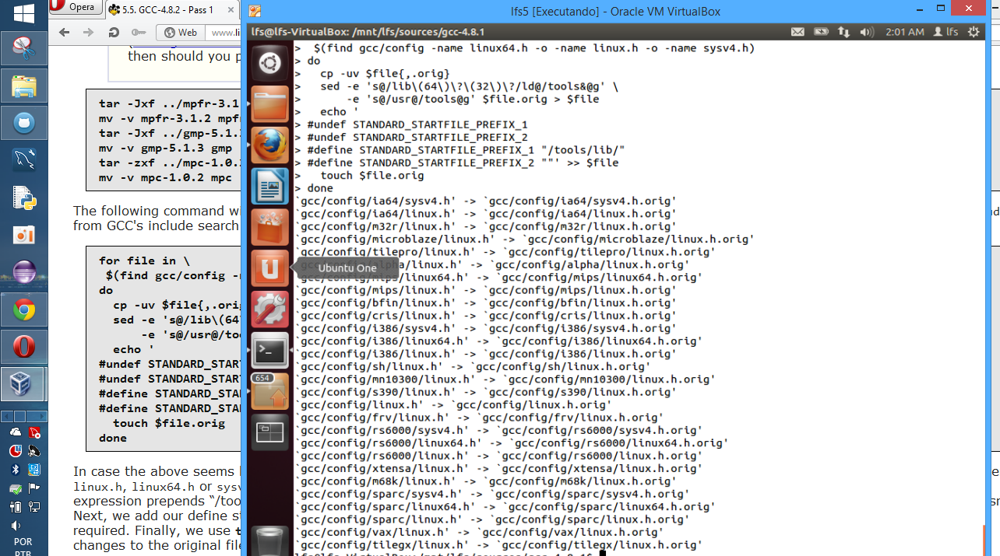 Opera
5.5. GCC-4.8.2 - Pass 1
Web
www.li
then should you p
tar -Jxf ../mpfr-3.1
mv -v mpfr-3.1.2 mpf
tar -Jxf ../gmp-5.1.
mv -v gmp-5.1.3 gmp
tar -zxf ../mpc-1.0.
mv -v mpc-1.0.2 mpc
The following command wi
from GCC's include search
for file in \
$(find gcc/config -
do
cp -uv $file{,.ori
sed -e 's@/lib\(64
-e 's@/usr@/too
echo '
#undef STANDARD_START
#undef STANDARD_START
#define STANDARD_STA
#define STANDARD_STA
touch $file.orig
done
In case the above seems
linux.h, linux64.h or sysv
expression prepends “/too
Next, we add our define s
required. Finally, we use t
changes to the original file
POR
PTB
lfs5 [Executando] - Oracle VM VirtualBox
lfs@lfs-VirtualBox: /mnt/lfs/sources/gcc-4.8.1
2:01 AM
lfs
> $(find gcc/config -name linux64.h -o -name linux.h -o -name sysv4.h)
> do
> cp -uv $file{,.orig}
> sed -e 's@/lib\(64\)\?\(32\)\?/ld@/tools&@g' \
> -e 's@/usr@/tools@g' $file.orig > $file
> echo '
> #undef STANDARD_STARTFILE_PREFIX_1
> #undef STANDARD_STARTFILE_PREFIX_2
> #define STANDARD_STARTFILE_PREFIX_1 "/tools/lib/"
> #define STANDARD_STARTFILE_PREFIX_2 ""' >> $file
> touch $file.orig
> done
`gcc/config/ia64/sysv4.h' -> `gcc/config/ia64/sysv4.h.orig'
`gcc/config/ia64/linux.h' -> `gcc/config/ia64/linux.h.orig'
`gcc/config/m32r/linux.h' -> `gcc/config/m32r/linux.h.orig'
`gcc/config/microblaze/linux.h' -> `gcc/config/microblaze/linux.h.orig'
`gcc/config/tilepro/linux.h' -> `gcc/config/tilepro/linux.h.orig'
`gcc/config/alpha/linux.h' -> `gcc/config/alpha/linux.h.orig'
Ubuntu One
`gcc/config/mips/linux64.h' -> `gcc/config/mips/linux64.h.orig'
`gcc/config/mips/linux.h' -> `gcc/config/mips/linux.h.orig'
`gcc/config/bfin/linux.h' -> `gcc/config/bfin/linux.h.orig'
`gcc/config/cris/linux.h' -> `gcc/config/cris/linux.h.orig'
`gcc/config/i386/sysv4.h' -> `gcc/config/i386/sysv4.h.orig'
`gcc/config/i386/linux64.h' -> `gcc/config/i386/linux64.h.orig'
`gcc/config/i386/linux.h' -> `gcc/config/i386/linux.h.orig'
`gcc/config/sh/linux.h' -> `gcc/config/sh/linux.h.orig'
654
`gcc/config/mn10300/linux.h' -> `gcc/config/mn10300/linux.h.orig'
`gcc/config/s390/linux.h' -> `gcc/config/s390/linux.h.orig'
`gcc/config/linux.h' -> `gcc/config/linux.h.orig'
`gcc/config/frv/linux.h' -> `gcc/config/frv/linux.h.orig'
`gcc/config/rs6000/sysv4.h' -> `gcc/config/rs6000/sysv4.h.orig'
`gcc/config/rs6000/linux64.h' -> `gcc/config/rs6000/linux64.h.orig'
`gcc/config/rs6000/linux.h' -> `gcc/config/rs6000/linux.h.orig'
`gcc/config/xtensa/linux.h' -> `gcc/config/xtensa/linux.h.orig'
`gcc/config/m68k/linux.h' -> `gcc/config/m68k/linux.h.orig'
`gcc/config/sparc/sysv4.h' -> `gcc/config/sparc/sysv4.h.orig'
`gcc/config/sparc/linux64.h' -> `gcc/config/sparc/linux64.h.orig'
`gcc/config/sparc/linux.h' -> `gcc/config/sparc/linux.h.orig'
`gcc/config/vax/linux.h' -> `gcc/config/vax/linux.h.orig'
`gcc/config/tilegx/linux.h' -> `gcc/config/tilegx/linux.h.orig'
lfs@lfs-VirtualBox:/mnt/lfs/sources/gcc-4.8.1$